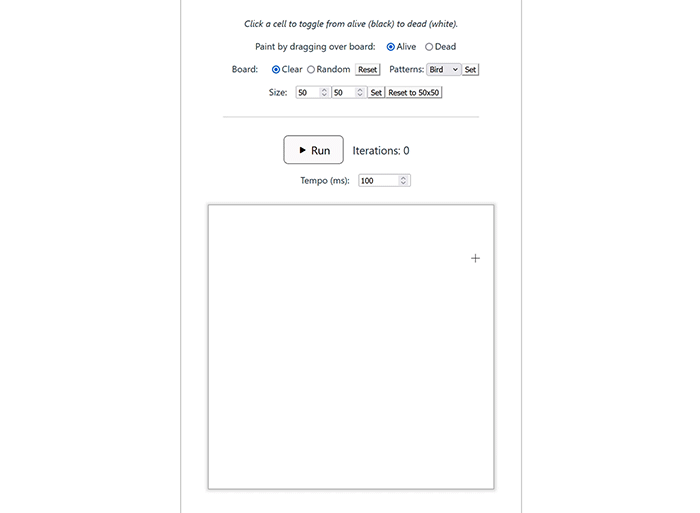 Click a cell to toggle from alive (black) to dead (white).
Paint by dragging over board: Alive Dead
Board: Clear Random Reset Patterns: Bird Set
Size: 50 50 Set Reset to 50x50
Run Iterations: 0
Tempo (ms): 100